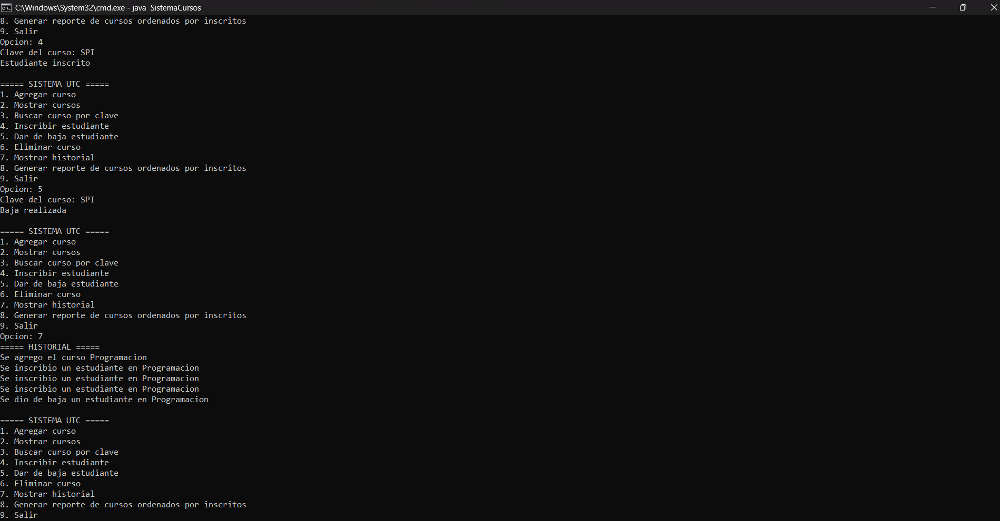 C:\Windows\System32\cmd.exe - java  SistemaCursos
8. Generar reporte de cursos ordenados por inscritos
9. Salir
Opcion: 4
Clave del curso: SPI
Estudiante inscrito
===== SISTEMA UTC =====
1. Agregar curso
2. Mostrar cursos
3. Buscar curso por clave
4. Inscribir estudiante
5. Dar de baja estudiante
6. Eliminar curso
7. Mostrar historial
8. Generar reporte de cursos ordenados por inscritos
9. Salir
Opcion: 5
Clave del curso: SPI
Baja realizada
===== SISTEMA UTC =====
1. Agregar curso
2. Mostrar cursos
3. Buscar curso por clave
4. Inscribir estudiante
5. Dar de baja estudiante
6. Eliminar curso
7. Mostrar historial
8. Generar reporte de cursos ordenados por inscritos
9. Salir
Opcion: 7
===== HISTORIAL =====
Se agrego el curso Programacion
Se inscribio un estudiante en Programacion
Se inscribio un estudiante en Programacion
Se inscribio un estudiante en Programacion
Se dio de baja un estudiante en Programacion
===== SISTEMA UTC =====
1. Agregar curso
2. Mostrar cursos
3. Buscar curso por clave
4. Inscribir estudiante
5. Dar de baja estudiante
6. Eliminar curso
7. Mostrar historial
8. Generar reporte de cursos ordenados por inscritos
9. Salir